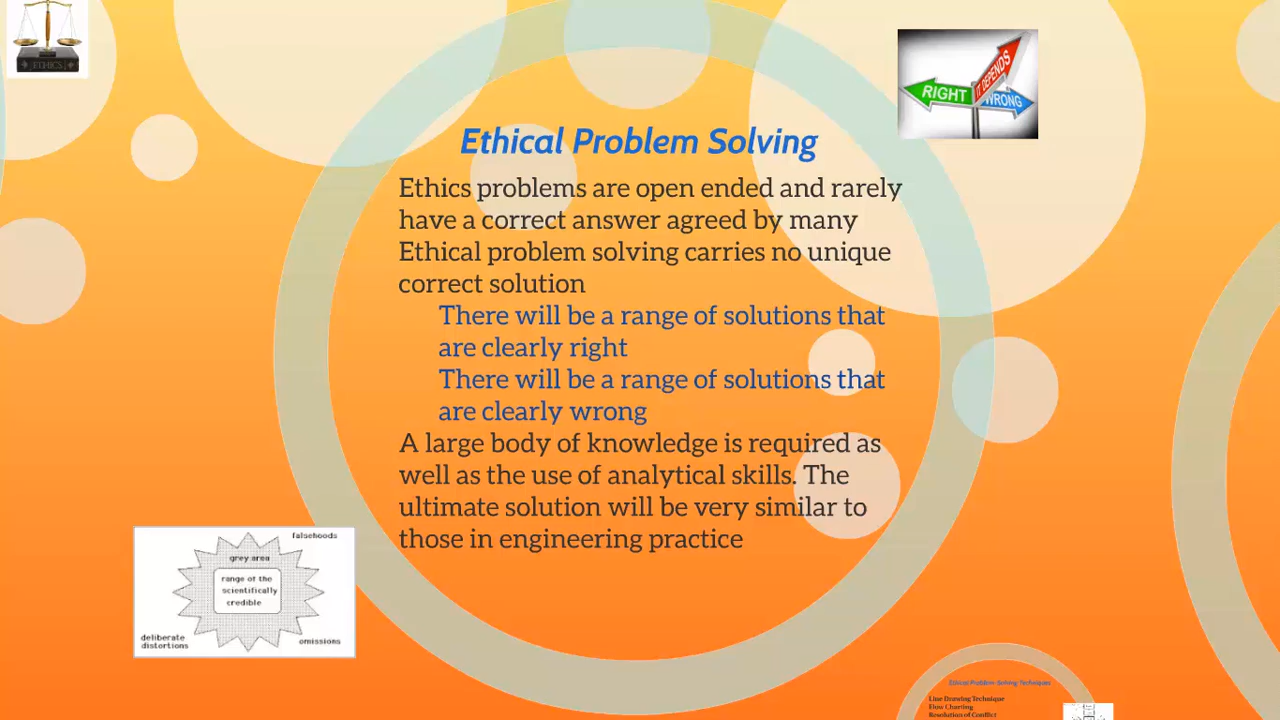 ETHICS
RIGHT
IT DEPENDS
WRONG
Ethical Problem Solving
Ethics problems are open ended and rarely
have a correct answer agreed by many
Ethical problem solving carries no unique
correct solution
There will be a range of solutions that
are clearly right
There will be a range of solutions that
are clearly wrong
A large body of knowledge is required as
well as the use of analytical skills. The
ultimate solution will be very similar to
those in engineering practice
falsehoods
grey area
range of the
scientifically
credible
deliberate
distortions
omissions
Ethical Problem Solving Techniques
Line Drawing Technique
Flow Charting
Resolution of Conflict